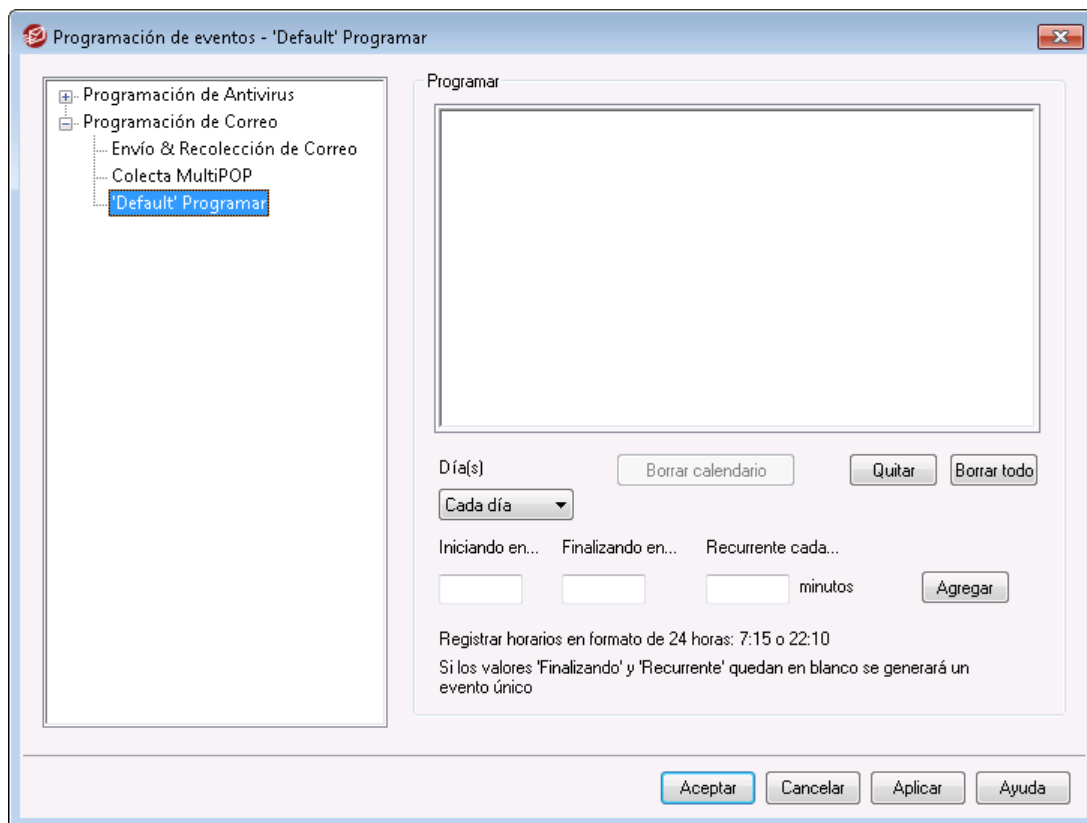 Programación de eventos - 'Default' Programar
Programación de Antivirus
Programación de Correo
Envío & Recolección de Correo
Colecta MultiPOP
'Default' Programar
Programar
Día(s)
Borrar calendario
Quitar
Borrar todo
Cada día
Iniciando en...
Finalizando en...
Recurrente cada...
minutos
Agregar
Registrar horarios en formato de 24 horas: 7:15 o 22:10
Si los valores 'Finalizando' y 'Recurrente' quedan en blanco se generará un
evento único
Aceptar
Cancelar
Aplicar
Ayuda